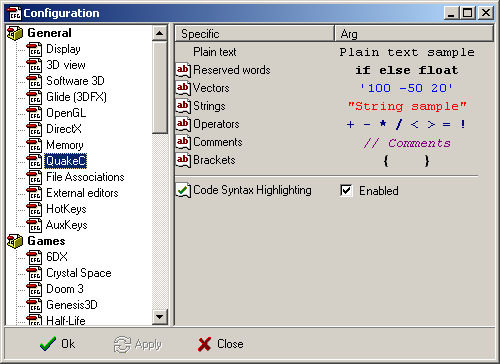 Configuration
General
Display
3D view
Software 3D
Glide (3DFX)
OpenGL
DirectX
Memory
QuakeC
File Associations
External editors
HotKeys
AuxKeys
Games
6DX
Crystal Space
Doom 3
Genesis3D
Half-Life
Specific Arg
Plain text Plain text sample
Reserved words if else float
Vectors '100 -50 20'
Strings "String sample"
Operators + - * / < > = !
Comments // Comments
Brackets { }
Code Syntax Highlighting Enabled
Ok Apply Close